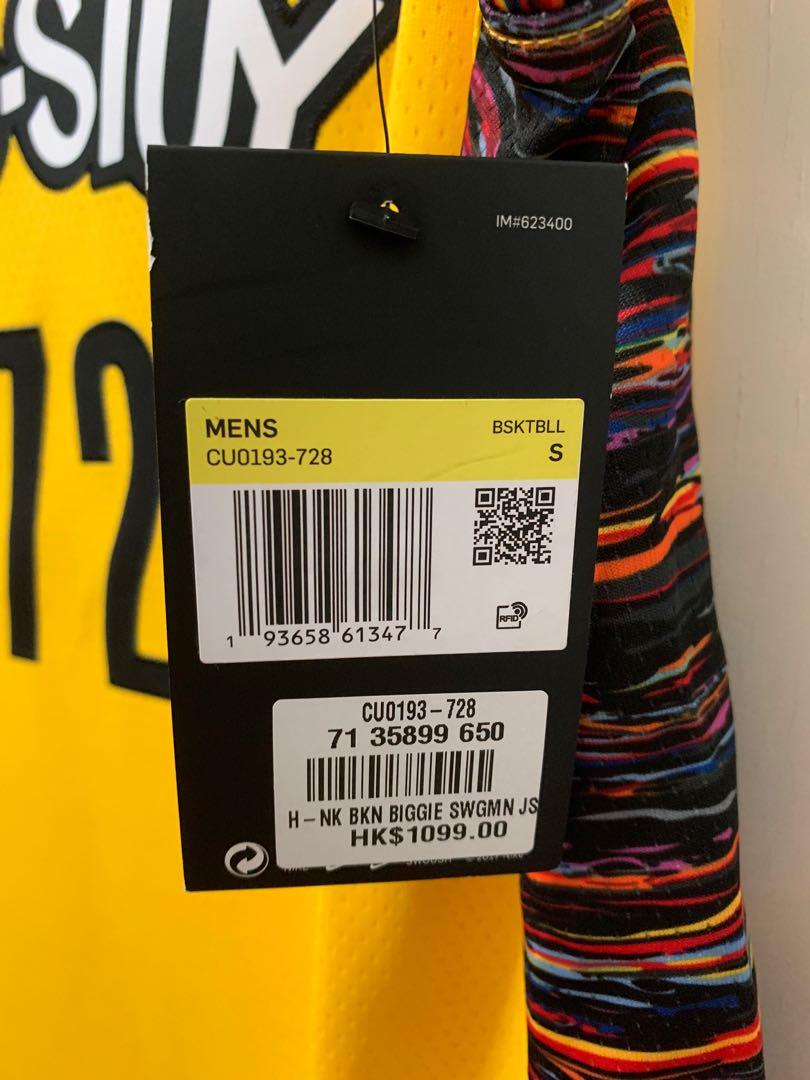 -STUY
72
IM#623400
MENS BSKTBLL
CU0193-728 S
1 93658 61347 7
RFID
CU0193-728
71 35899 650
H-NK BKN BIGGIE SWGMN JS
HK$1099.00